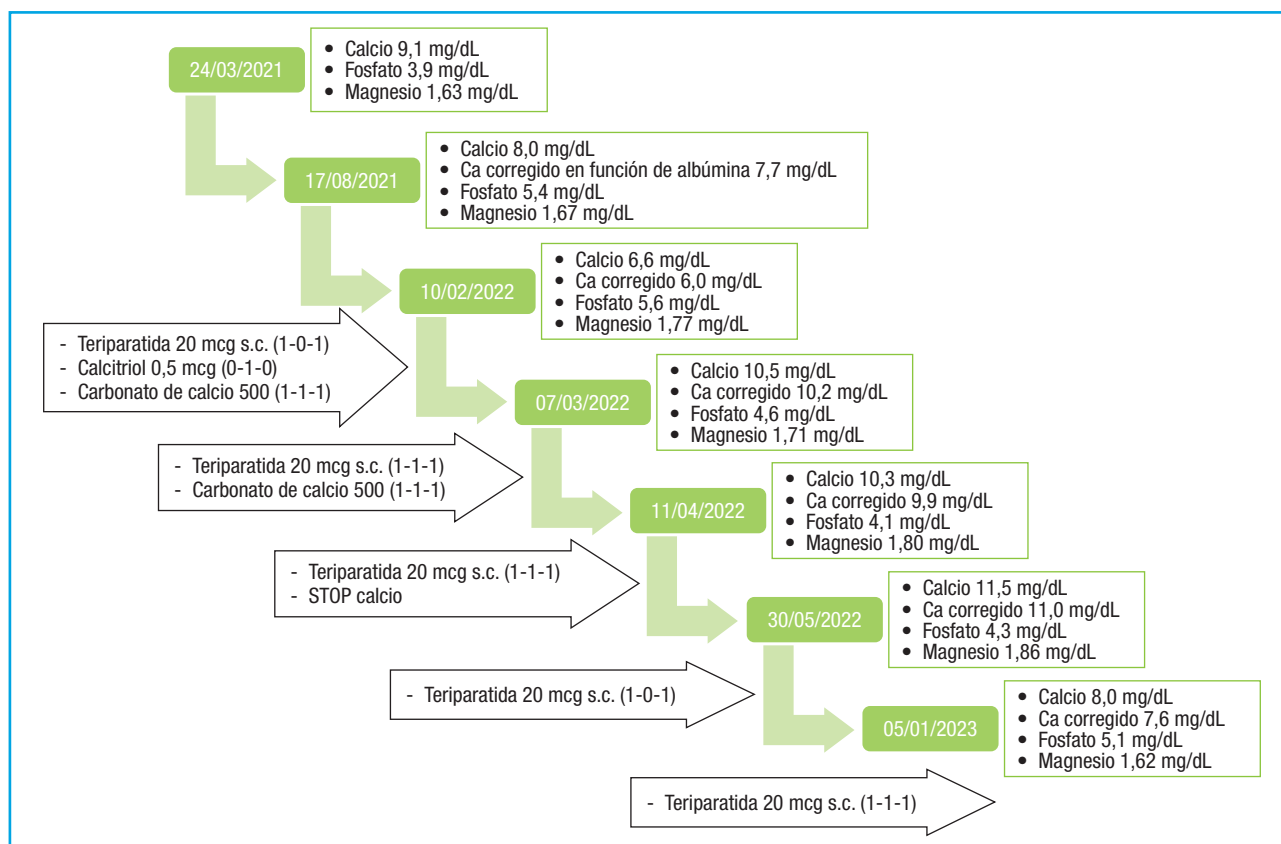 24/03/2021
• Calcio 9,1 mg/dL
• Fosfato 3,9 mg/dL
• Magnesio 1,63 mg/dL
17/08/2021
• Calcio 8,0 mg/dL
• Ca corregido en función de albúmina 7,7 mg/dL
• Fosfato 5,4 mg/dL
• Magnesio 1,67 mg/dL
10/02/2022
• Calcio 6,6 mg/dL
• Ca corregido 6,0 mg/dL
• Fosfato 5,6 mg/dL
• Magnesio 1,77 mg/dL
- Teriparatida 20 mcg s.c. (1-0-1)
- Calcitriol 0,5 mcg (0-1-0)
- Carbonato de calcio 500 (1-1-1)
07/03/2022
• Calcio 10,5 mg/dL
• Ca corregido 10,2 mg/dL
• Fosfato 4,6 mg/dL
• Magnesio 1,71 mg/dL
- Teriparatida 20 mcg s.c. (1-1-1)
- Carbonato de calcio 500 (1-1-1)
11/04/2022
• Calcio 10,3 mg/dL
• Ca corregido 9,9 mg/dL
• Fosfato 4,1 mg/dL
• Magnesio 1,80 mg/dL
- Teriparatida 20 mcg s.c. (1-1-1)
- STOP calcio
30/05/2022
• Calcio 11,5 mg/dL
• Ca corregido 11,0 mg/dL
• Fosfato 4,3 mg/dL
• Magnesio 1,86 mg/dL
- Teriparatida 20 mcg s.c. (1-0-1)
05/01/2023
• Calcio 8,0 mg/dL
• Ca corregido 7,6 mg/dL
• Fosfato 5,1 mg/dL
• Magnesio 1,62 mg/dL
- Teriparatida 20 mcg s.c. (1-1-1)